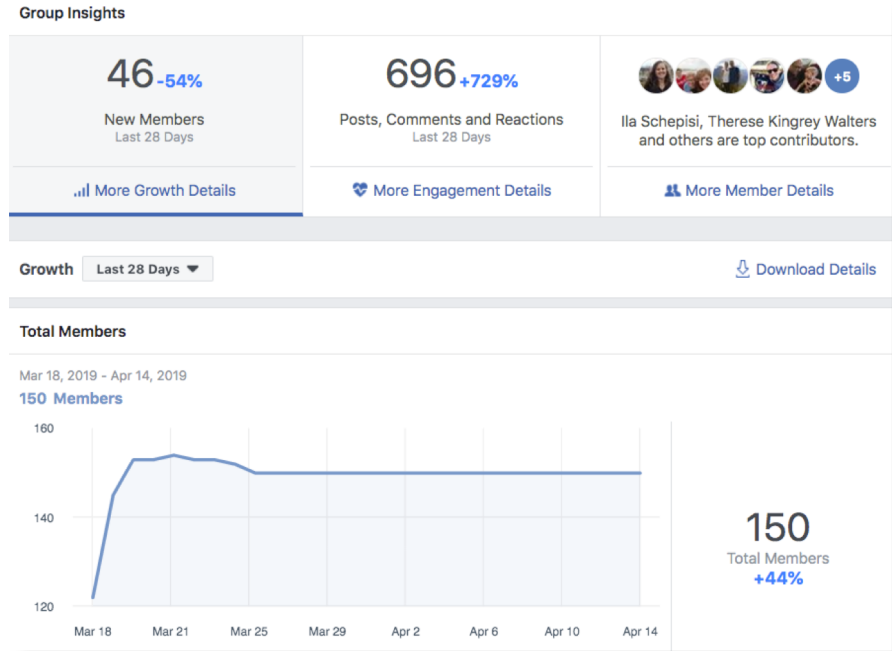 Group Insights
46 -54%
New Members
Last 28 Days
More Growth Details
696 +729%
Posts, Comments and Reactions
Last 28 Days
More Engagement Details
+5
Ila Schepisi, Therese Kingrey Walters
and others are top contributors.
More Member Details
Growth Last 28 Days Download Details
Total Members
Mar 18, 2019 - Apr 14, 2019
150 Members
160
140
120
Mar 18 Mar 21 Mar 25 Mar 29 Apr 2 Apr 6 Apr 10 Apr 14
150
Total Members
+44%